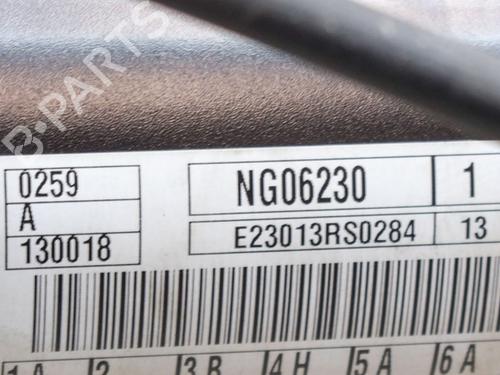 B-PARTS
0259
A
130018
NG06230
1
E23013RS0284
13
1 A 2 3 B 4 H 5 A 6 A